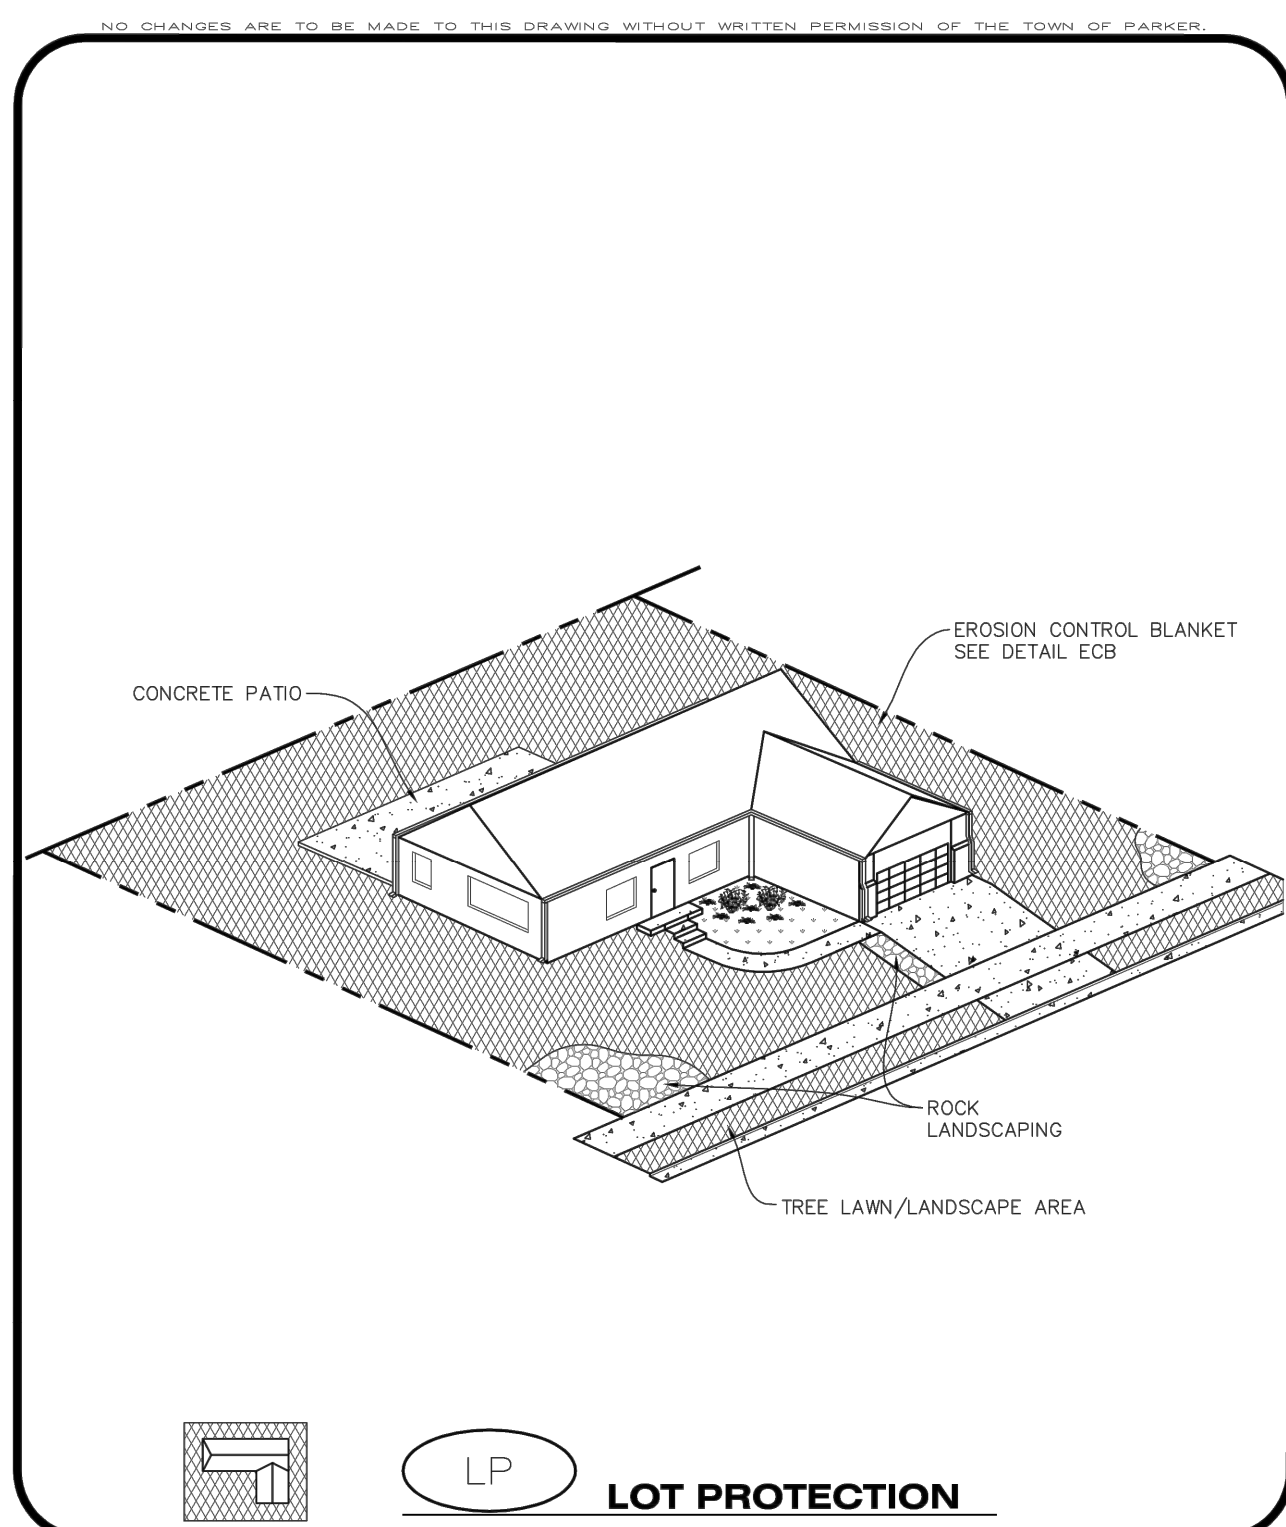 NO CHANGES ARE TO BE MADE TO THIS DRAWING WITHOUT WRITTEN PERMISSION OF THE TOWN OF PARKER.
EROSION CONTROL BLANKET
SEE DETAIL ECB
CONCRETE PATIO
ROCK
LANDSCAPING
TREE LAWN/LANDSCAPE AREA
LP
LOT PROTECTION